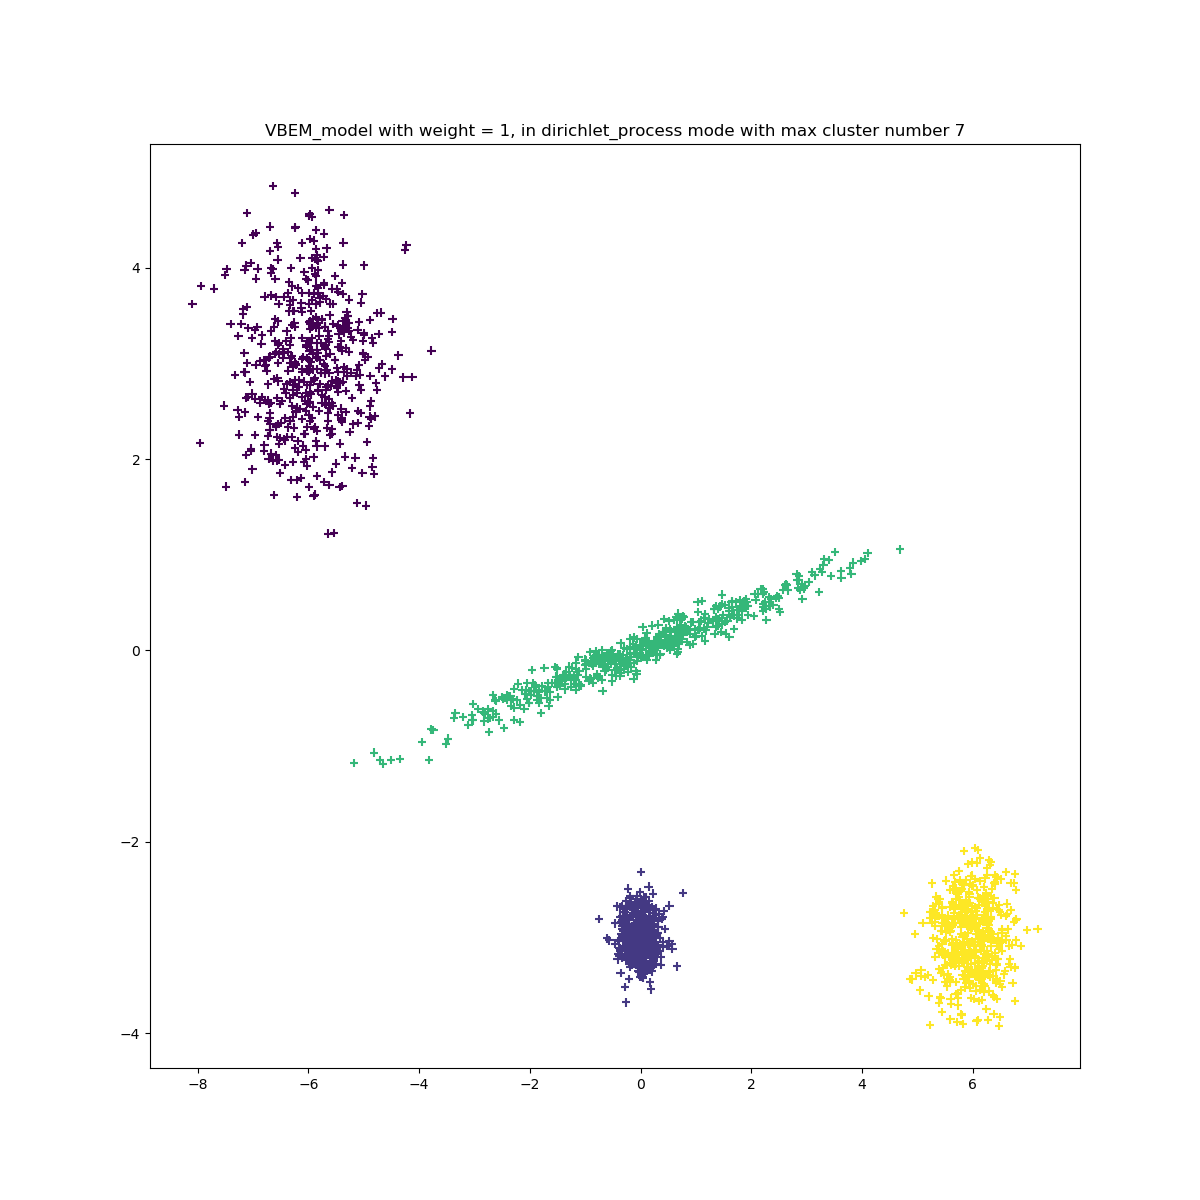 VBEM_model with weight = 1, in dirichlet_process mode with max cluster number 7
4
2
0
−2
−4
−8 −6 −4 −2 0 2 4 6